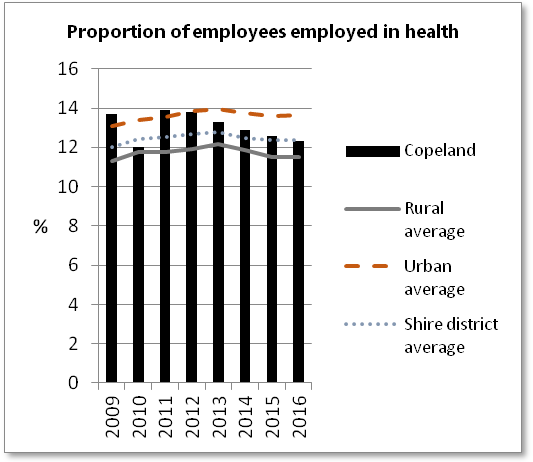 Proportion of employees employed in health
16
14
12
10
8
6
4
2
0
%
2009
2010
2011
2012
2013
2014
2015
2016
Copeland
Rural
average
Urban
average
Shire district
average